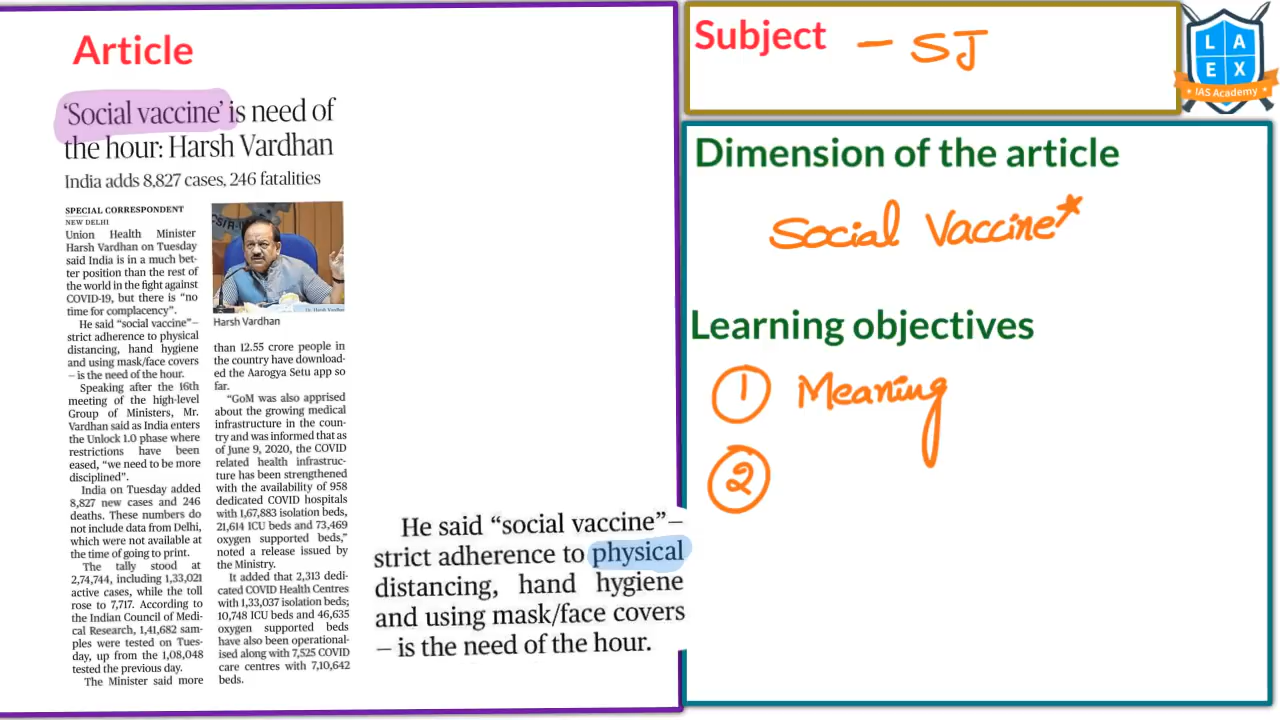 Article
‘Social vaccine’ is need of
the hour: Harsh Vardhan
India adds 8,827 cases, 246 fatalities
SPECIAL CORRESPONDENT
NEW DELHI
Union Health Minister
Harsh Vardhan on Tuesday
said India is in a much bet-
ter position than the rest of
the world in the fight against
COVID-19, but there is “no
time for complacency”.
He said “social vaccine”–
strict adherence to physical
distancing, hand hygiene
and using mask/face covers
– is the need of the hour.
Speaking after the 16th
meeting of the high-level
Group of Ministers, Mr.
Vardhan said as India enters
the Unlock 1.0 phase where
restrictions have been
eased, “we need to be more
disciplined”.
India on Tuesday added
8,827 new cases and 246
deaths. These numbers do
not include data from Delhi,
which were not available at
the time of going to print.
The tally stood at
2,74,744, including 1,33,021
active cases, while the toll
rose to 7,717. According to
the Indian Council of Medi-
cal Research, 1,41,682 sam-
ples were tested on Tues-
day, up from the 1,08,048
tested the previous day.
The Minister said more
Harsh Vardhan
than 12.55 crore people in
the country have download-
ed the Aarogya Setu app so
far.
“GoM was also apprised
about the growing medical
infrastructure in the coun-
try and was informed that as
of June 9, 2020, the COVID
related health infrastruc-
ture has been strengthened
with the availability of 958
dedicated COVID hospitals
with 1,67,883 isolation beds,
21,614 ICU beds and 73,469
oxygen supported beds,”
noted a release issued by
the Ministry.
It added that 2,313 dedi-
cated COVID Health Centres
with 1,33,037 isolation beds;
10,748 ICU beds and 46,635
oxygen supported beds
have also been operational-
ised along with 7,525 COVID
care centres with 7,10,642
beds.
He said “social vaccine”–
strict adherence to physical
distancing, hand hygiene
and using mask/face covers
– is the need of the hour.
Subject – SJ
L A
E X
IAS Academy
Dimension of the article
Social Vaccine*
Learning objectives
1 Meaning
2